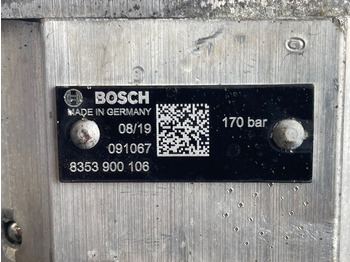 BOSCH
MADE IN GERMANY
08/19
170 bar
091067
8353 900 106